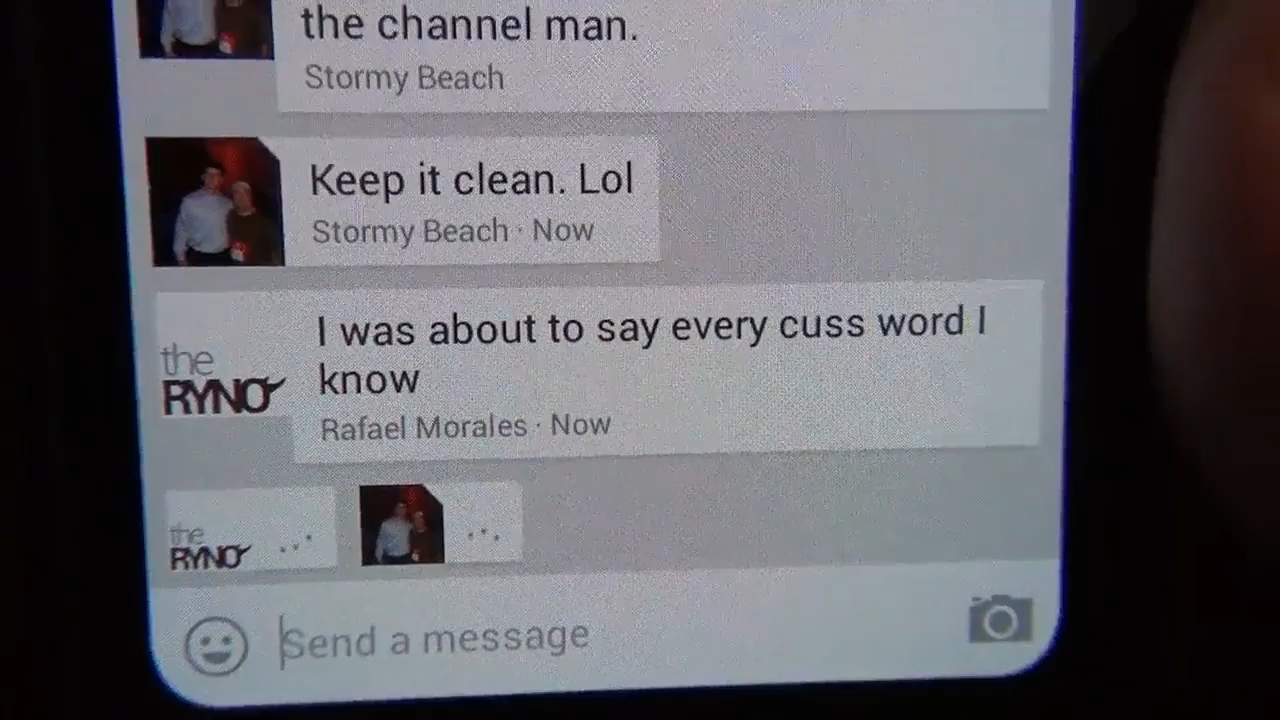 the channel man.
Stormy Beach
Keep it clean. Lol
Stormy Beach · Now
I was about to say every cuss word I
know
the
RYNO
Rafael Morales · Now
the
RYNO
Send a message